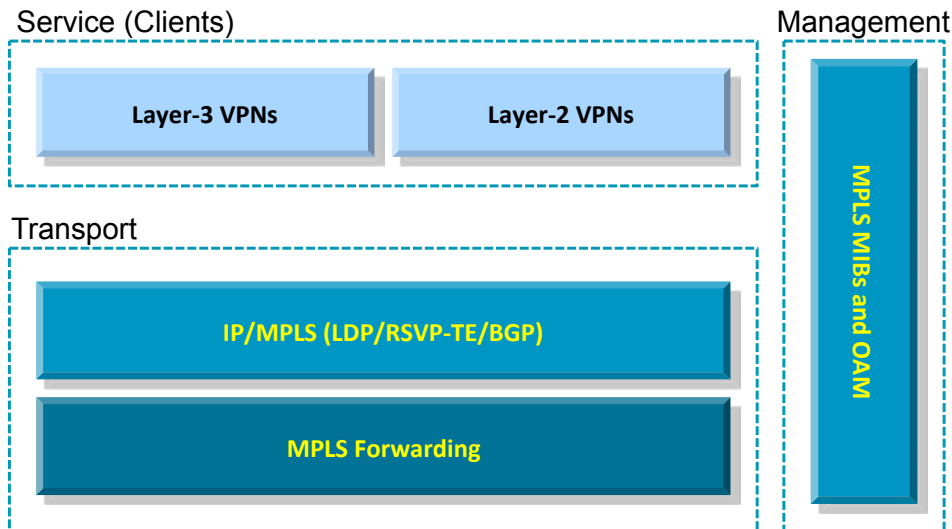 Service (Clients)
Management
Layer-3 VPNs
Layer-2 VPNs
Transport
IP/MPLS (LDP/RSVP-TE/BGP)
MPLS Forwarding
MPLS MIBs and OAM